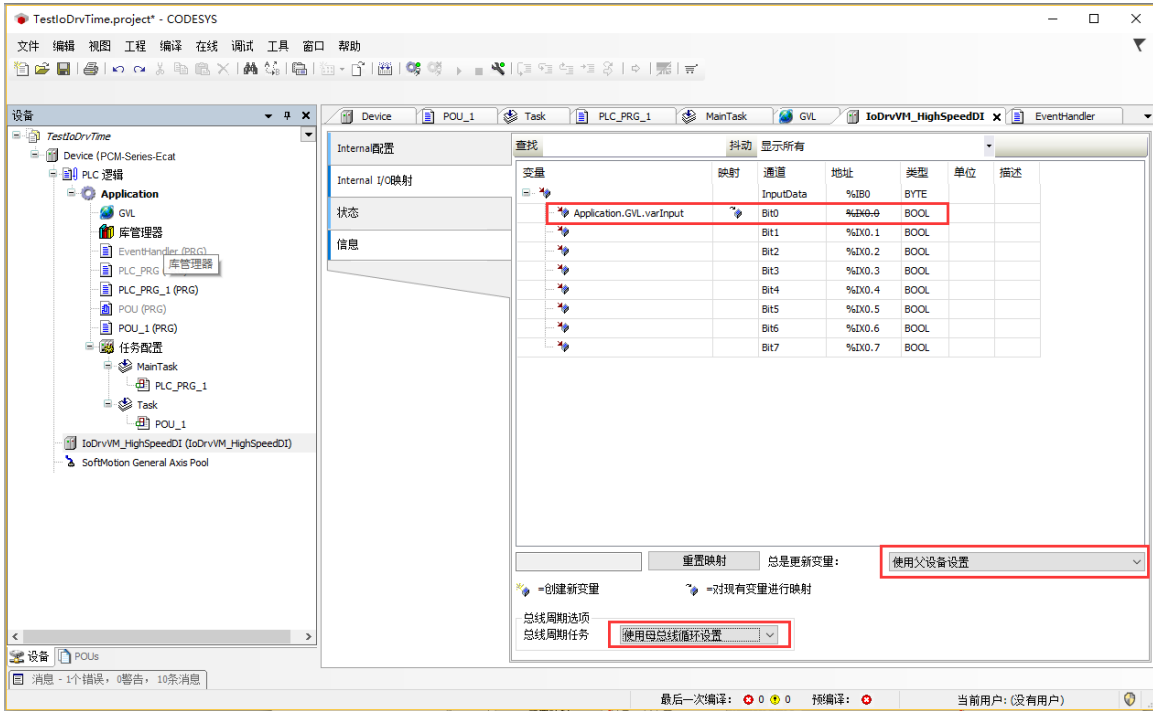 TestIoDrvTime.project* - CODESYS
文件 编辑 视图 工程 编译 在线 调试 工具 窗口 帮助
设备
TestIoDrvTime
Device (PCM-Series-Ecat
PLC 逻辑
Application
GVL
库管理器
EventHandler (PRG)
PLC_PRG
库管理器
PLC_PRG_1 (PRG)
POU (PRG)
POU_1 (PRG)
任务配置
MainTask
PLC_PRG_1
Task
POU_1
IoDrvVM_HighSpeedDI (IoDrvVM_HighSpeedDI)
SoftMotion General Axis Pool
设备 POUs
Device POU_1 Task PLC_PRG_1 MainTask GVL IoDrvVM_HighSpeedDI EventHandler
Internal配置
Internal I/O映射
状态
信息
查找 抖动 显示所有
变量 映射 通道 地址 类型 单位 描述
InputData %IB0 BYTE
Application.GVL.varInput Bit0 %IX0.0 BOOL
Bit1 %IX0.1 BOOL
Bit2 %IX0.2 BOOL
Bit3 %IX0.3 BOOL
Bit4 %IX0.4 BOOL
Bit5 %IX0.5 BOOL
Bit6 %IX0.6 BOOL
Bit7 %IX0.7 BOOL
重置映射 总是更新变量: 使用父设备设置
=创建新变量 =对现有变量进行映射
总线周期选项
总线周期任务 使用母总线循环设置
消息 - 1个错误, 0警告, 10条消息
最后一次编译: 0 0 预编译: 当前用户: (没有用户)